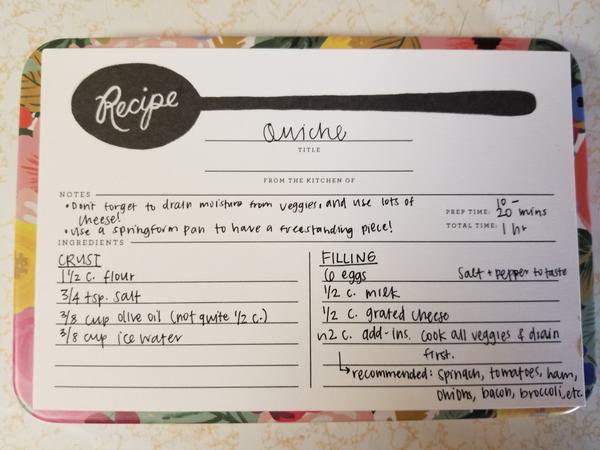 Recipe
Quiche
TITLE
FROM THE KITCHEN OF
NOTES
• Don't forget to drain moisture from veggies, and use lots of
cheese!
• Use a springform pan to have a freestanding piece!
PREP TIME: 10 - 20 mins
TOTAL TIME: 1 hr
INGREDIENTS
CRUST
1 1/2 c. flour
3/4 tsp. salt
3/8 cup olive oil (not quite 1/2 c.)
3/8 cup ice water
FILLING
6 eggs
Salt + pepper to taste
1/2 c. milk
1/2 c. grated cheese
~2 c. add-ins. Cook all veggies & drain
first.
recommended: spinach, tomatoes, ham,
onions, bacon, broccoli, etc.